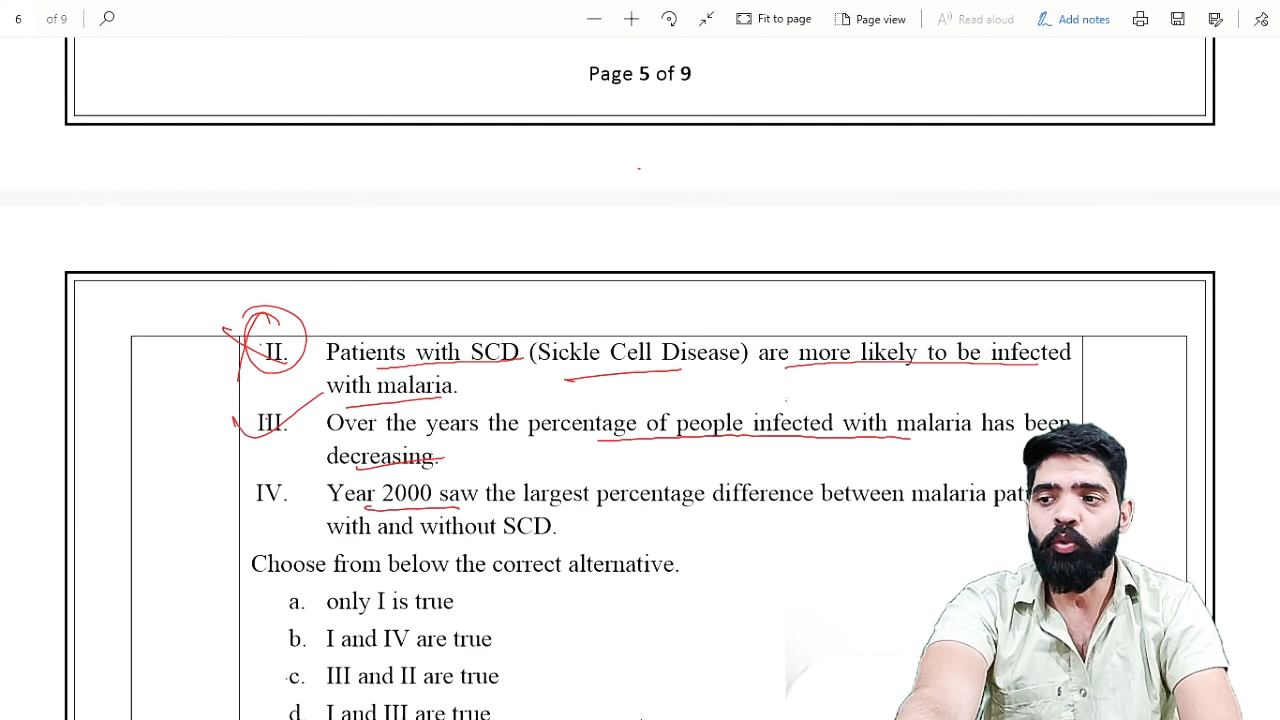 6 of 9 Fit to page Page view Read aloud Add notes
Page 5 of 9
II. Patients with SCD (Sickle Cell Disease) are more likely to be infected
with malaria.
III. Over the years the percentage of people infected with malaria has been
decreasing.
IV. Year 2000 saw the largest percentage difference between malaria
with and without SCD.
Choose from below the correct alternative.
a. only I is true
b. I and IV are true
c. III and II are true
d. I and III are true